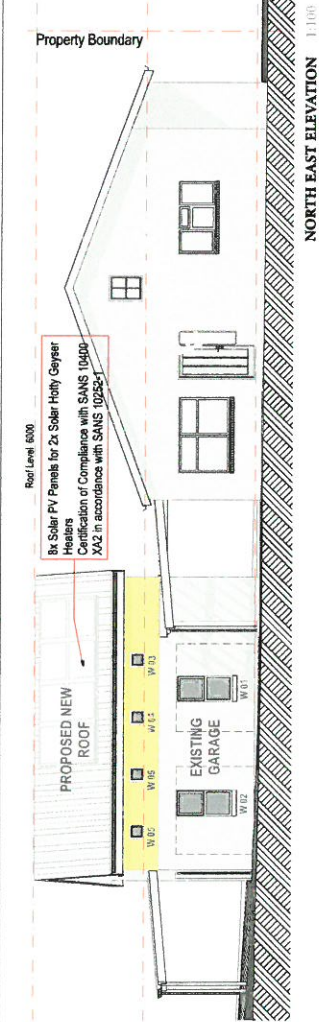 Property Boundary
Roof Level 6000
8x Solar PV Panels for 2x Solar Hotty Geyser
Heaters
Certification of Compliance with SANS 10400
XA2 in accordance with SANS 10252-1
PROPOSED NEW
ROOF
W 05
W 04
W 03
EXISTING
GARAGE
W 02
W 01
NORTH EAST ELEVATION 1:100